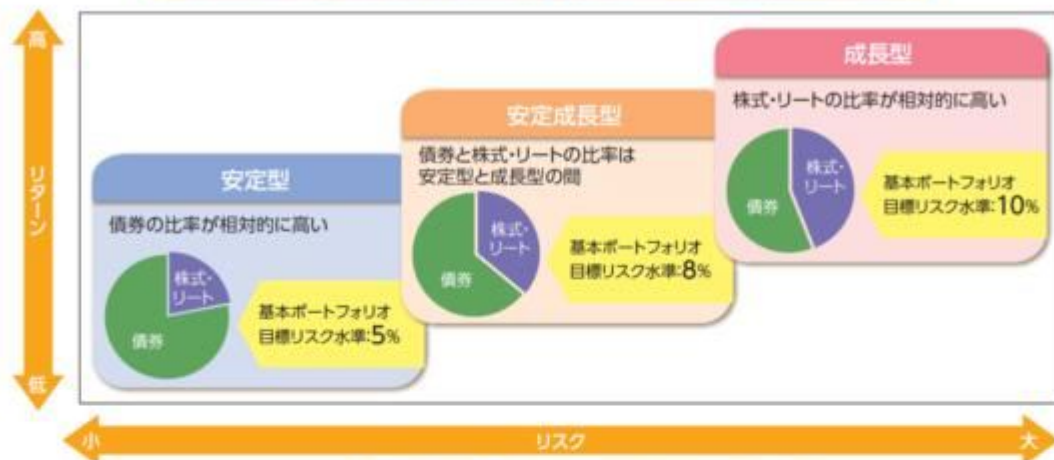 高
リターン
低
成長型
株式・リートの比率が相対的に高い
株式・
リート
債券
基本ポートフォリオ
目標リスク水準:10%
安定成長型
債券と株式・リートの比率は
安定型と成長型の間
株式・
リート
債券
基本ポートフォリオ
目標リスク水準:8%
安定型
債券の比率が相対的に高い
株式・
リート
債券
基本ポートフォリオ
目標リスク水準:5%
小
リスク
大